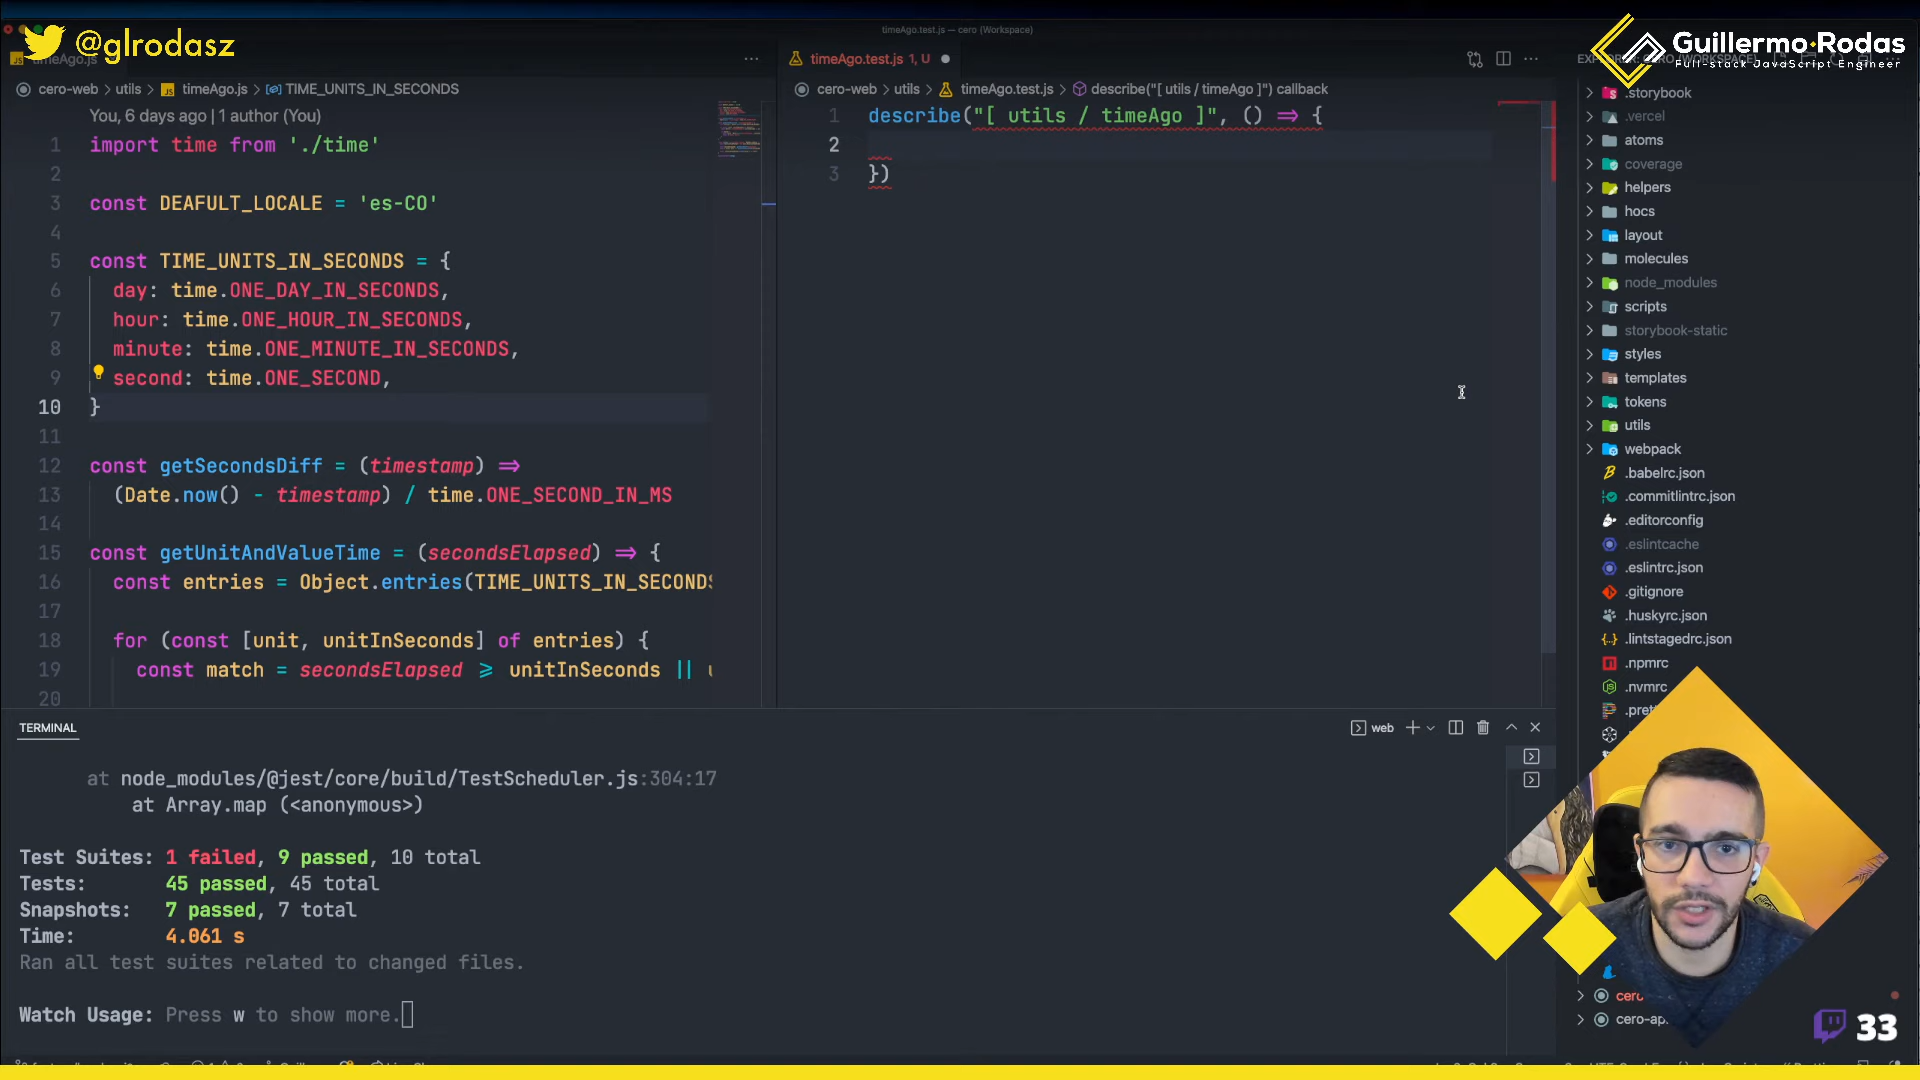 @glrodasz
Guillermo·Rodas
Full-stack JavaScript Engineer
timeAgo.test.js — cero (Workspace)
timeAgo.js
timeAgo.test.js 1, U
cero-web > utils > timeAgo.js > TIME_UNITS_IN_SECONDS
You, 6 days ago | 1 author (You)
1 import time from './time'
2
3 const DEAFULT_LOCALE = 'es-CO'
4
5 const TIME_UNITS_IN_SECONDS = {
6 day: time.ONE_DAY_IN_SECONDS,
7 hour: time.ONE_HOUR_IN_SECONDS,
8 minute: time.ONE_MINUTE_IN_SECONDS,
9 second: time.ONE_SECOND,
10 }
11
12 const getSecondsDiff = (timestamp) =>
13 (Date.now() - timestamp) / time.ONE_SECOND_IN_MS
14
15 const getUnitAndValueTime = (secondsElapsed) => {
16 const entries = Object.entries(TIME_UNITS_IN_SECONDS
17
18 for (const [unit, unitInSeconds] of entries) {
19 const match = secondsElapsed >= unitInSeconds ||
20
cero-web > utils > timeAgo.test.js > describe("[ utils / timeAgo ]") callback
1 describe("[ utils / timeAgo ]", () => {
2
3 })
.storybook
.vercel
atoms
coverage
helpers
hocs
layout
molecules
node_modules
scripts
storybook-static
styles
templates
tokens
utils
webpack
.babelrc.json
.commitlintrc.json
.editorconfig
.eslintcache
.eslintrc.json
.gitignore
.huskyrc.json
.lintstagedrc.json
.npmrc
.nvmrc
cero-ap
TERMINAL
web
at node_modules/@jest/core/build/TestScheduler.js:304:17
at Array.map (<anonymous>)
Test Suites: 1 failed, 9 passed, 10 total
Tests: 45 passed, 45 total
Snapshots: 7 passed, 7 total
Time: 4.061 s
Ran all test suites related to changed files.
Watch Usage: Press w to show more.
33